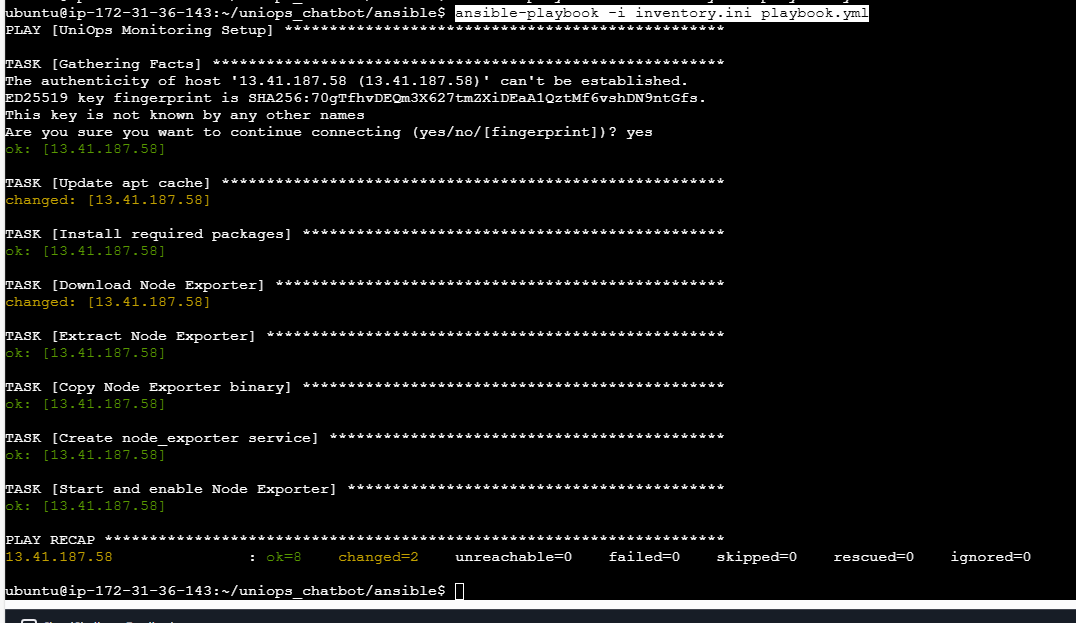 ubuntu@ip-172-31-36-143:~/uniops_chatbot/ansible$ ansible-playbook -i inventory.ini playbook.yml
PLAY [UniOps Monitoring Setup] *************************************************
TASK [Gathering Facts] *********************************************************
The authenticity of host '13.41.187.58 (13.41.187.58)' can't be established.
ED25519 key fingerprint is SHA256:70gTfhvDEQm3X627tmZXiDEaA1QztMf6vshDN9ntGfs.
This key is not known by any other names
Are you sure you want to continue connecting (yes/no/[fingerprint])? yes
ok: [13.41.187.58]
TASK [Update apt cache] ********************************************************
changed: [13.41.187.58]
TASK [Install required packages] ***********************************************
ok: [13.41.187.58]
TASK [Download Node Exporter] **************************************************
changed: [13.41.187.58]
TASK [Extract Node Exporter] ***************************************************
ok: [13.41.187.58]
TASK [Copy Node Exporter binary] ***********************************************
ok: [13.41.187.58]
TASK [Create node_exporter service] ********************************************
ok: [13.41.187.58]
TASK [Start and enable Node Exporter] ******************************************
ok: [13.41.187.58]
PLAY RECAP *********************************************************************
13.41.187.58 : ok=8 changed=2 unreachable=0 failed=0 skipped=0 rescued=0 ignored=0
ubuntu@ip-172-31-36-143:~/uniops_chatbot/ansible$